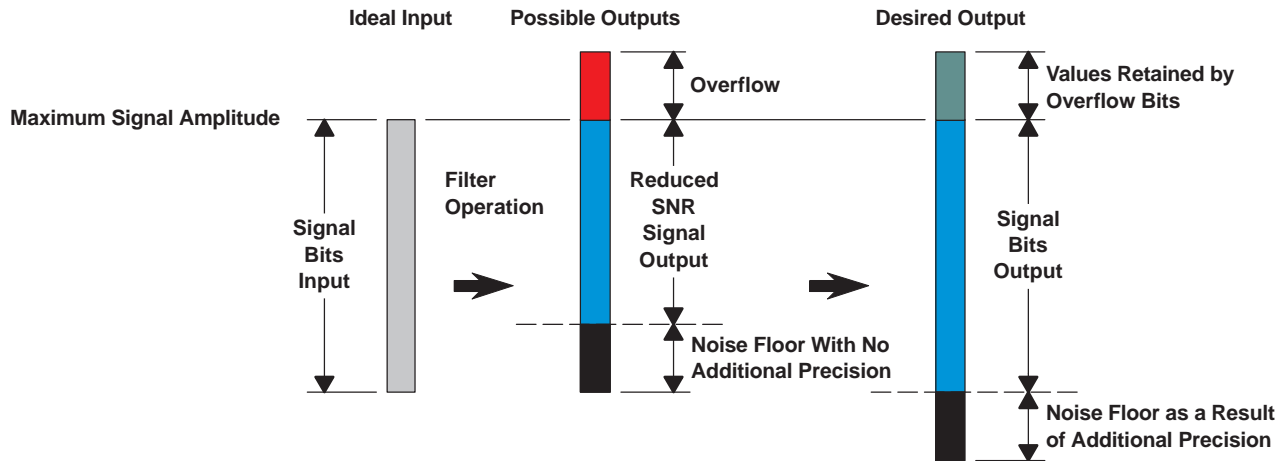 Ideal Input
Possible Outputs
Desired Output
Overflow
Values Retained by
Overflow Bits
Maximum Signal Amplitude
Filter
Operation
Signal
Bits
Input
Reduced
SNR
Signal
Output
Signal
Bits
Output
Noise Floor With No
Additional Precision
Noise Floor as a Result
of Additional Precision